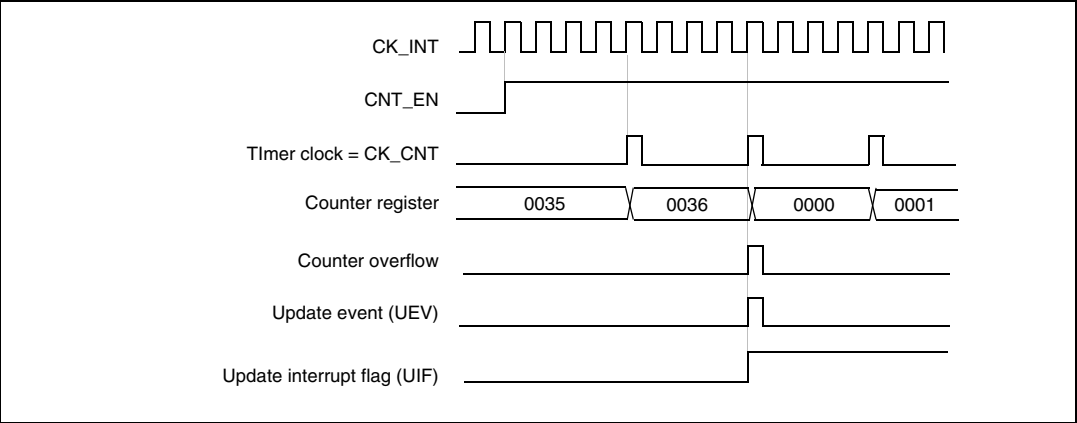 CK_INT
CNT_EN
TImer clock = CK_CNT
Counter register 0035 0036 0000 0001
Counter overflow
Update event (UEV)
Update interrupt flag (UIF)